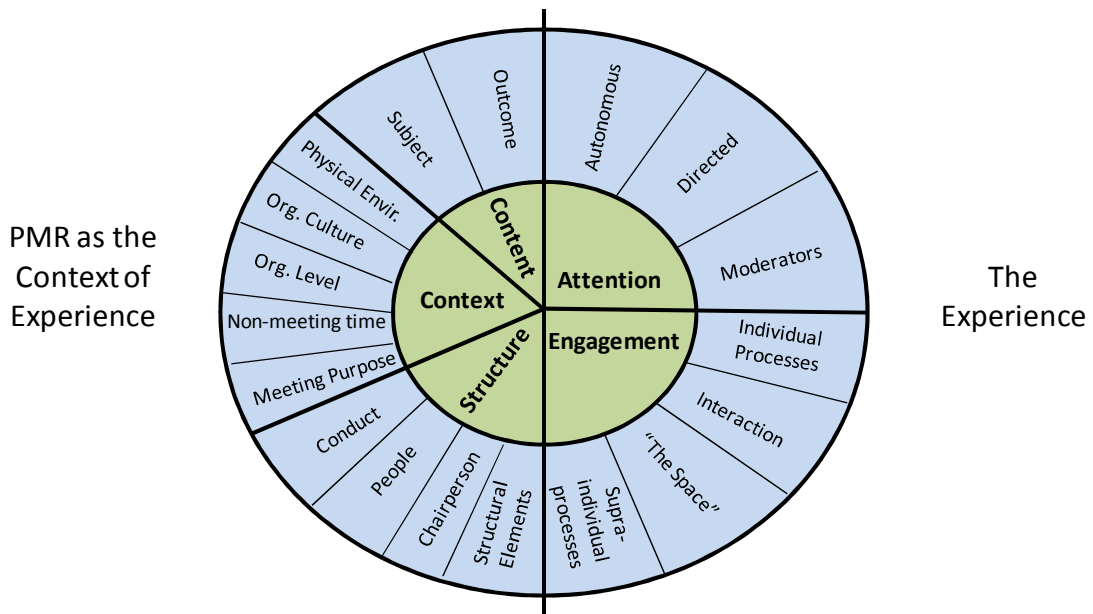 PMR as the
Context of
Experience
Subject
Outcome
Physical Envir.
Org. Culture
Org. Level
Non-meeting time
Meeting Purpose
Conduct
People
Chairperson
Structural
Elements
Content
Context
Structure
Attention
Engagement
Autonomous
Directed
Moderators
Individual
Processes
Interaction
“The Space”
Supra-
individual
processes
The
Experience